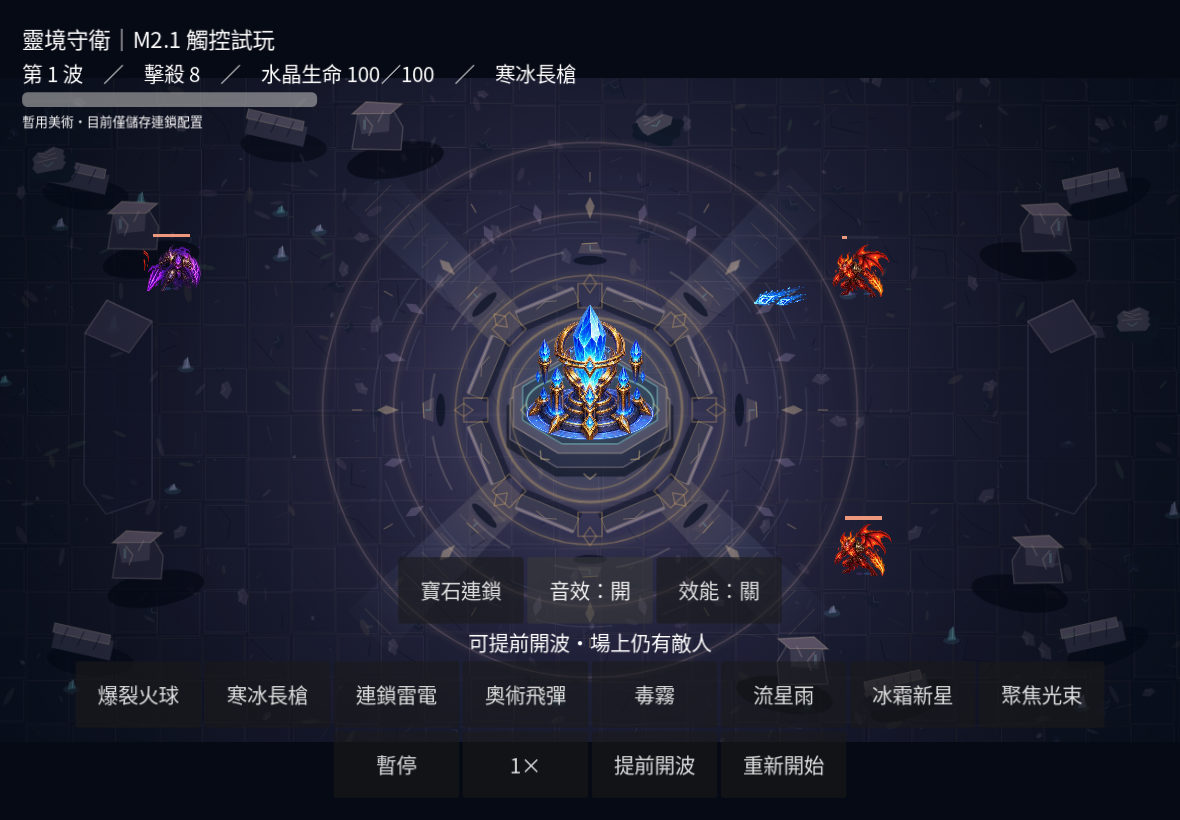 靈境守衛｜M2.1 觸控試玩
第 1 波　／　擊殺 8　／　水晶生命 100／100　／　寒冰長槍
暫用美術・目前僅儲存連鎖配置
寶石連鎖　音效：開　效能：關
可提前開波・場上仍有敵人
爆裂火球　寒冰長槍　連鎖雷電　奧術飛彈　毒霧　流星雨　冰霜新星　聚焦光束
暫停　1×　提前開波　重新開始